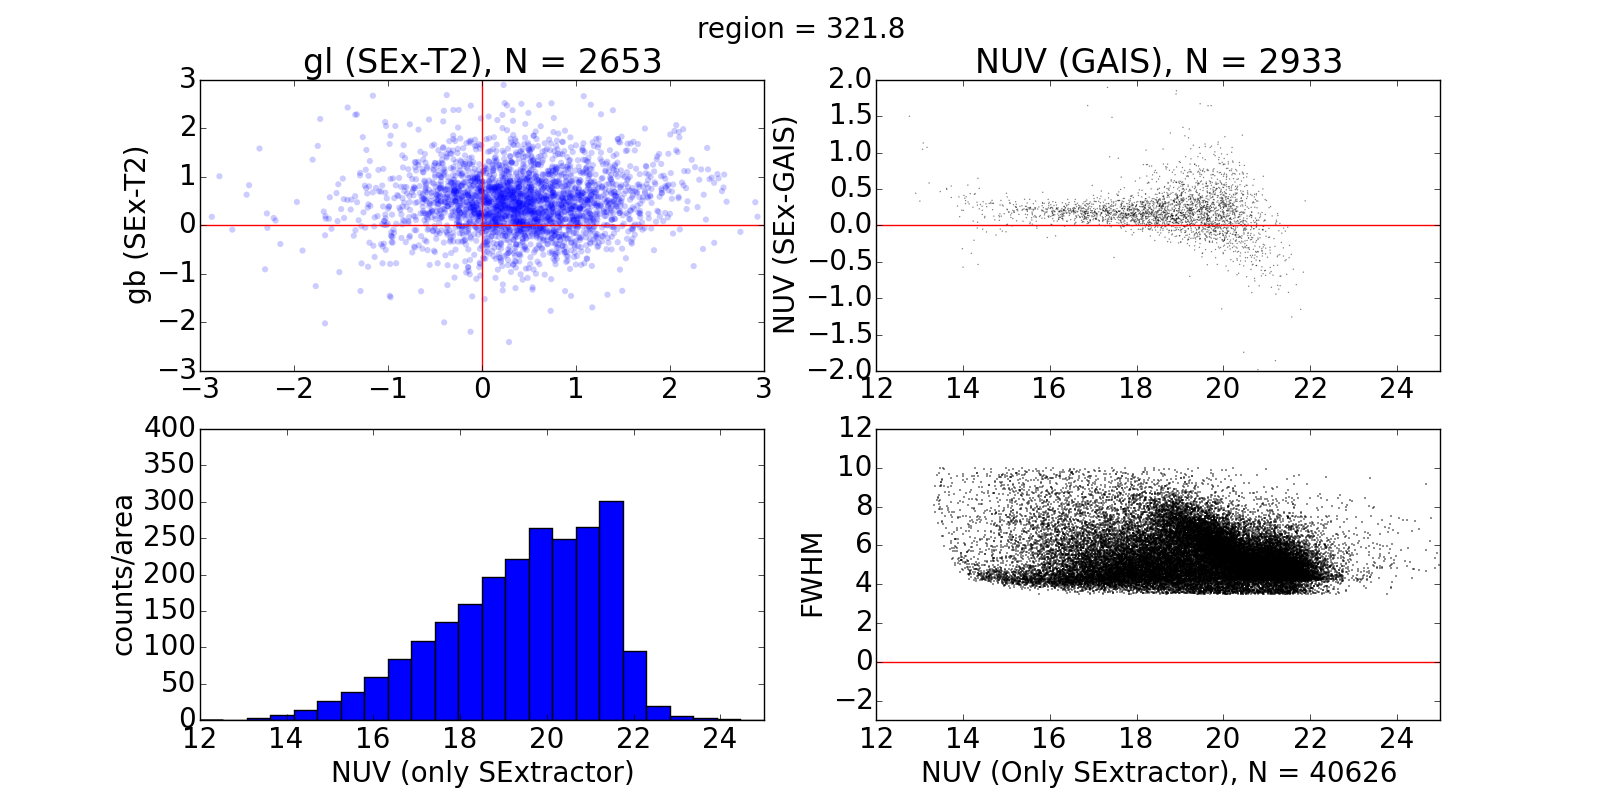 region = 321.8
gl (SEx-T2), N = 2653
NUV (GAIS), N = 2933
3
2
1
0
−1
−2
−3
gb (SEx-T2)
−3 −2 −1 0 1 2 3
2.0
1.5
1.0
0.5
0.0
−0.5
−1.0
−1.5
−2.0
NUV (SEx-GAIS)
12 14 16 18 20 22 24
400
350
300
250
200
150
100
50
0
counts/area
12 14 16 18 20 22 24
NUV (only SExtractor)
12
10
8
6
4
2
0
−2
FWHM
12 14 16 18 20 22 24
NUV (Only SExtractor), N = 40626